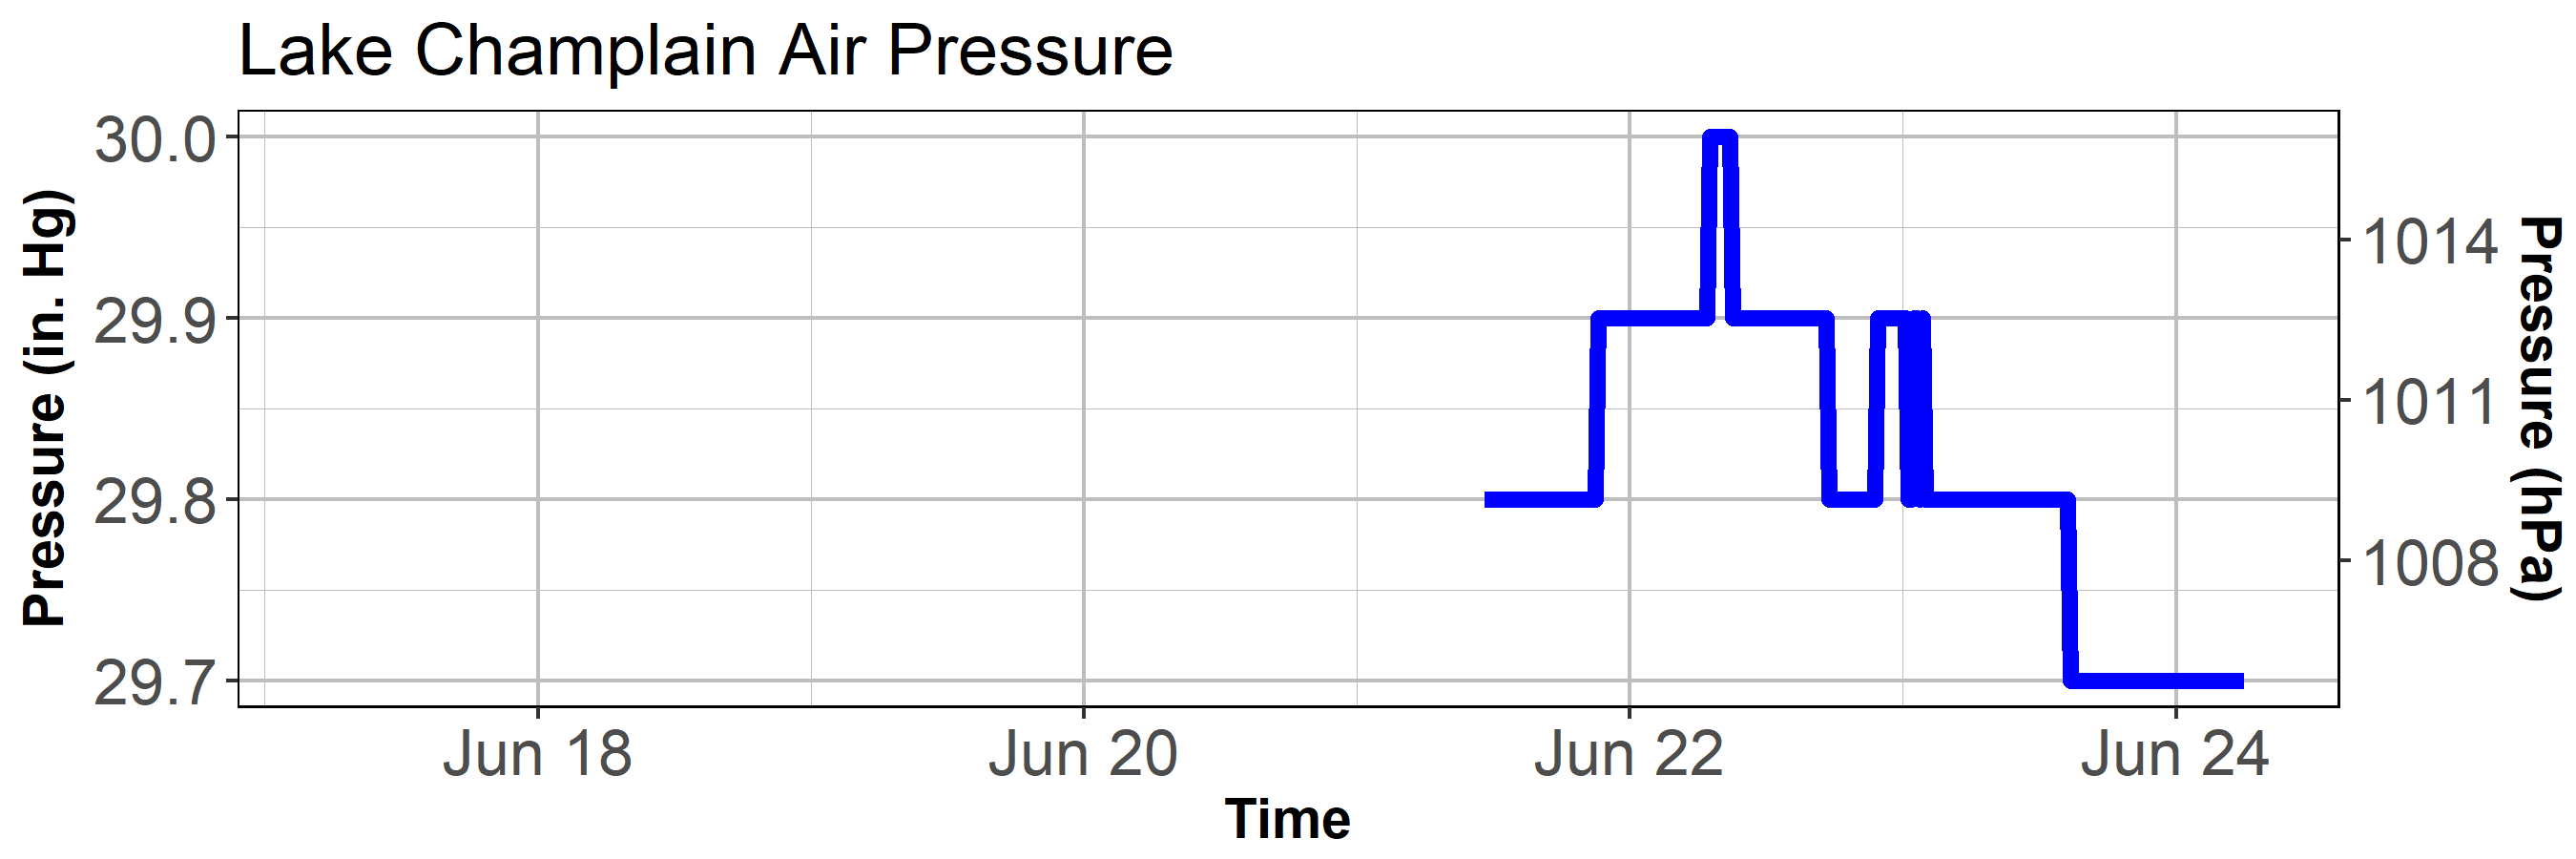 Lake Champlain Air Pressure
30.0
29.9
29.8
29.7
Pressure (in. Hg)
1014
1011
1008
Pressure (hPa)
Jun 18
Jun 20
Jun 22
Jun 24
Time